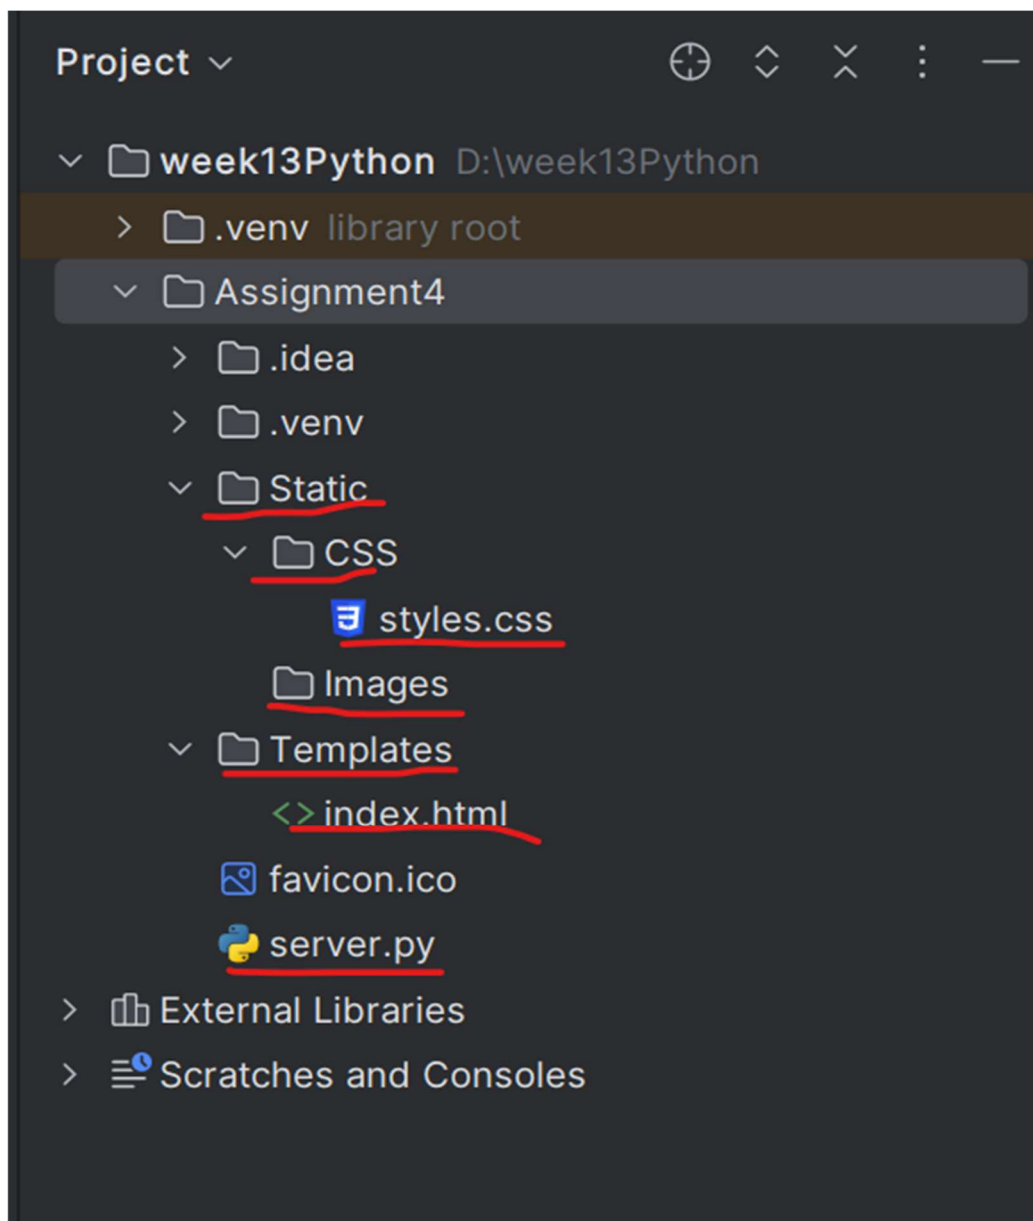 Project
week13Python D:\week13Python
.venv library root
Assignment4
.idea
.venv
Static
CSS
styles.css
Images
Templates
index.html
favicon.ico
server.py
External Libraries
Scratches and Consoles